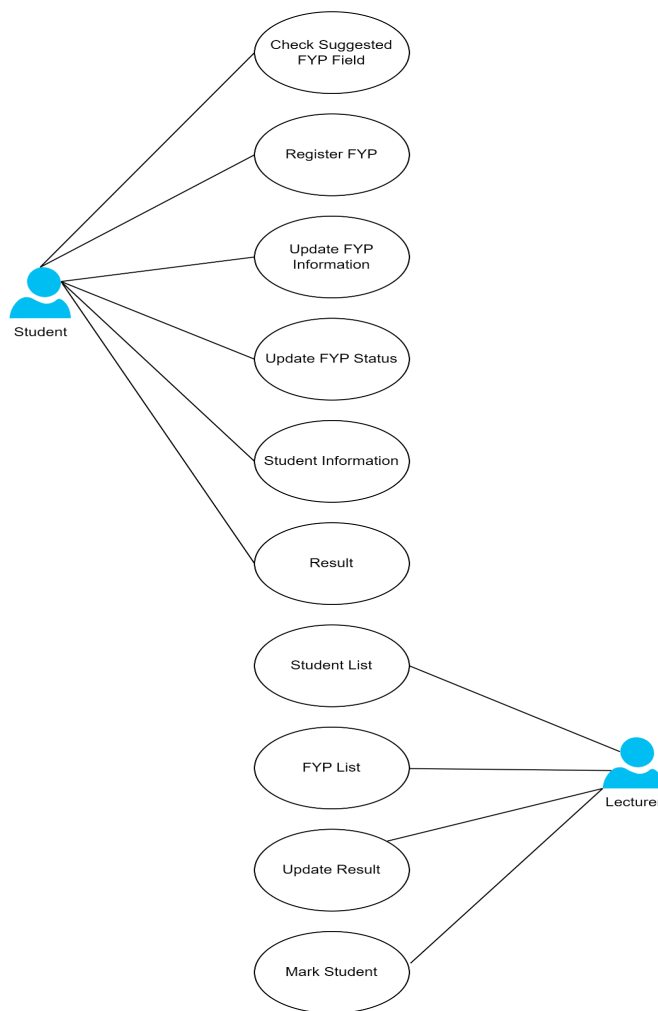 Check Suggested
FYP Field
Register FYP
Update FYP
Information
Student
Update FYP Status
Student Information
Result
Student List
FYP List
Lecturer
Update Result
Mark Student